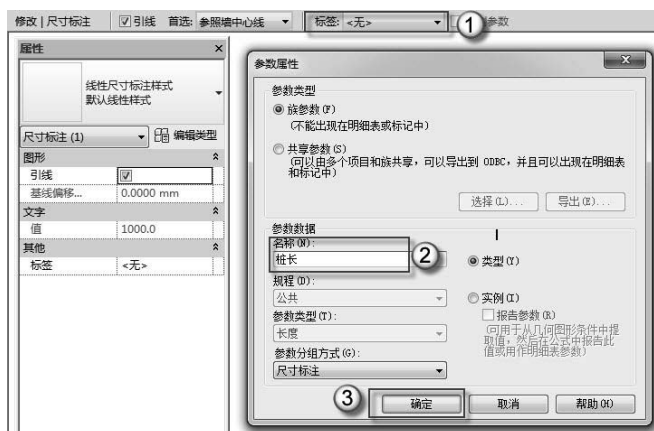 修改 | 尺寸标注 引线 首选: 参照墙中心线 标签: <无> ① 参数
属性
线性尺寸标注样式
默认线性样式
尺寸标注 (1) 编辑类型
图形
引线
基线偏移... 0.0000 mm
文字
值 1000.0
其他
标签 <无>
参数属性
参数类型
族参数(F)
(不能出现在明细表或标记中)
共享参数(S)
(可以由多个项目和族共享，可以导出到 ODBC，并且可以出现在明细表
和标记中)
选择(L)... 导出(E)...
参数数据
名称(N):
桩长 ② 类型(Y)
规程(D):
公共 实例(I)
参数类型(T): 报告参数(R)
长度 (可用于从几何图形条件中提
取值，然后在公式中报告此
值或用作明细表参数)
参数分组方式(G):
尺寸标注
③ 确定 取消 帮助(H)